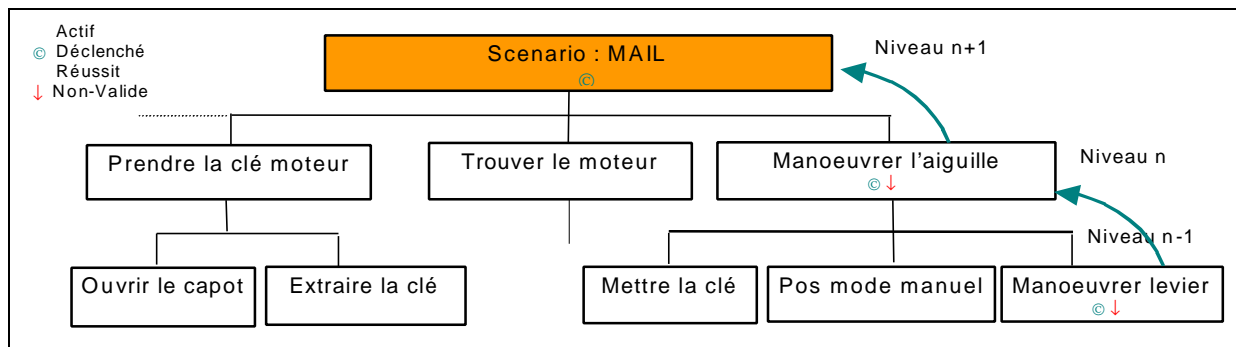 Actif
© Déclenché
Réussit
↓ Non-Valide
Scenario : MAIL
©
Niveau n+1
Prendre la clé moteur
Trouver le moteur
Manoeuvrer l'aiguille
© ↓
Niveau n
Niveau n-1
Ouvrir le capot
Extraire la clé
Mettre la clé
Pos mode manuel
Manoeuvrer levier
© ↓